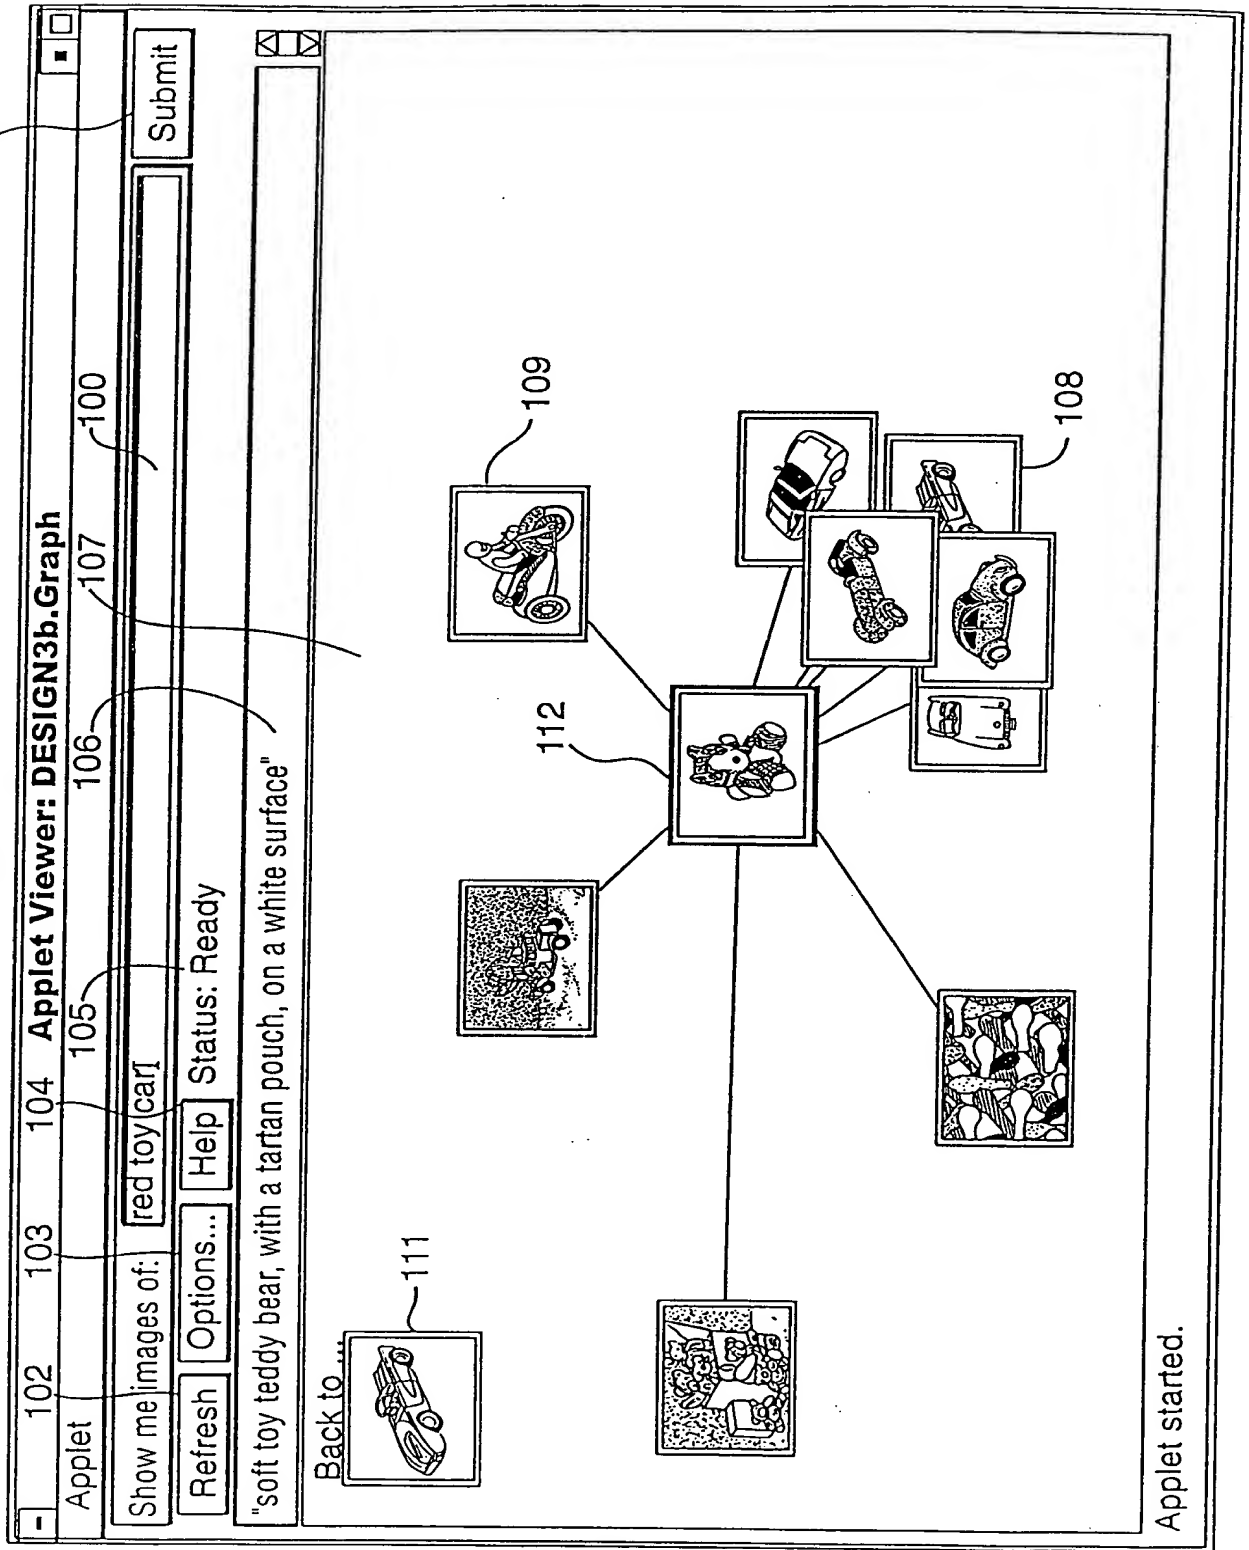 102 103 104 Applet Viewer: DESIGN3b.Graph
Applet 105 106 107 100
Show me images of: red toy car Submit
Refresh Options... Help Status: Ready
"soft toy teddy bear, with a tartan pouch, on a white surface"
Back to ...
111
112
109
108
Applet started.